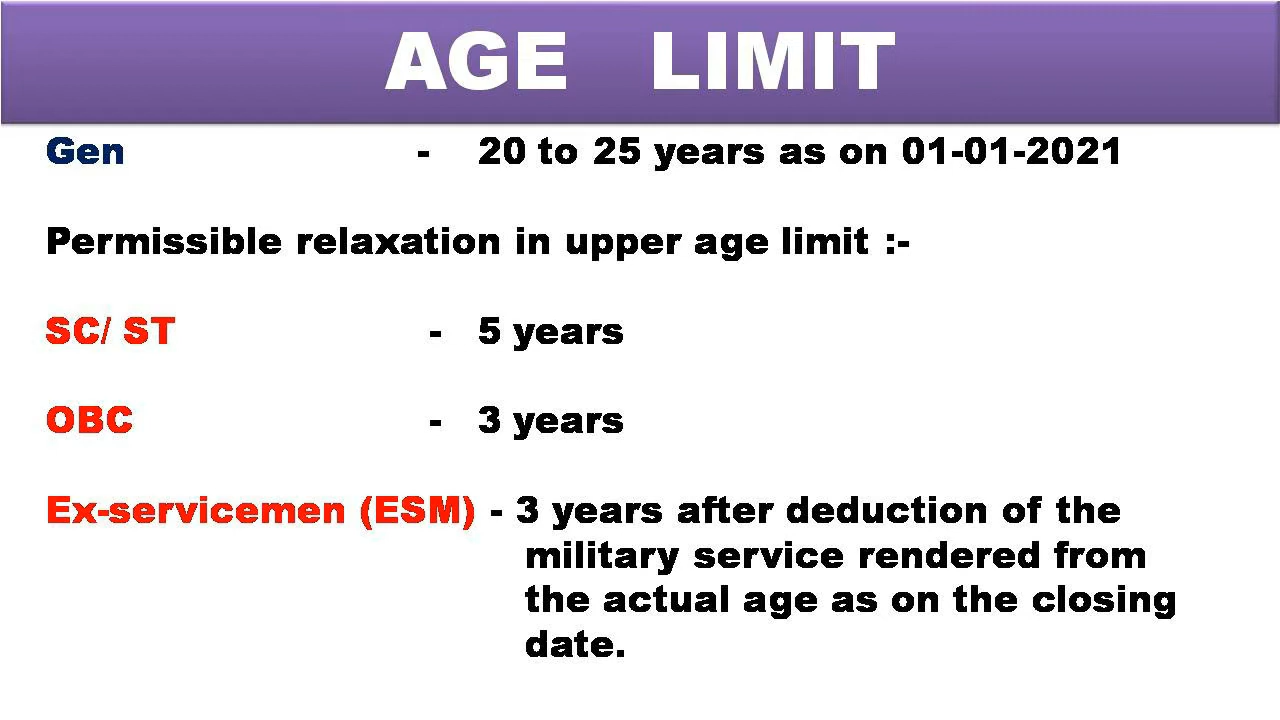 AGE LIMIT
Gen - 20 to 25 years as on 01-01-2021
Permissible relaxation in upper age limit :-
SC/ ST - 5 years
OBC - 3 years
Ex-servicemen (ESM) - 3 years after deduction of the
military service rendered from
the actual age as on the closing
date.